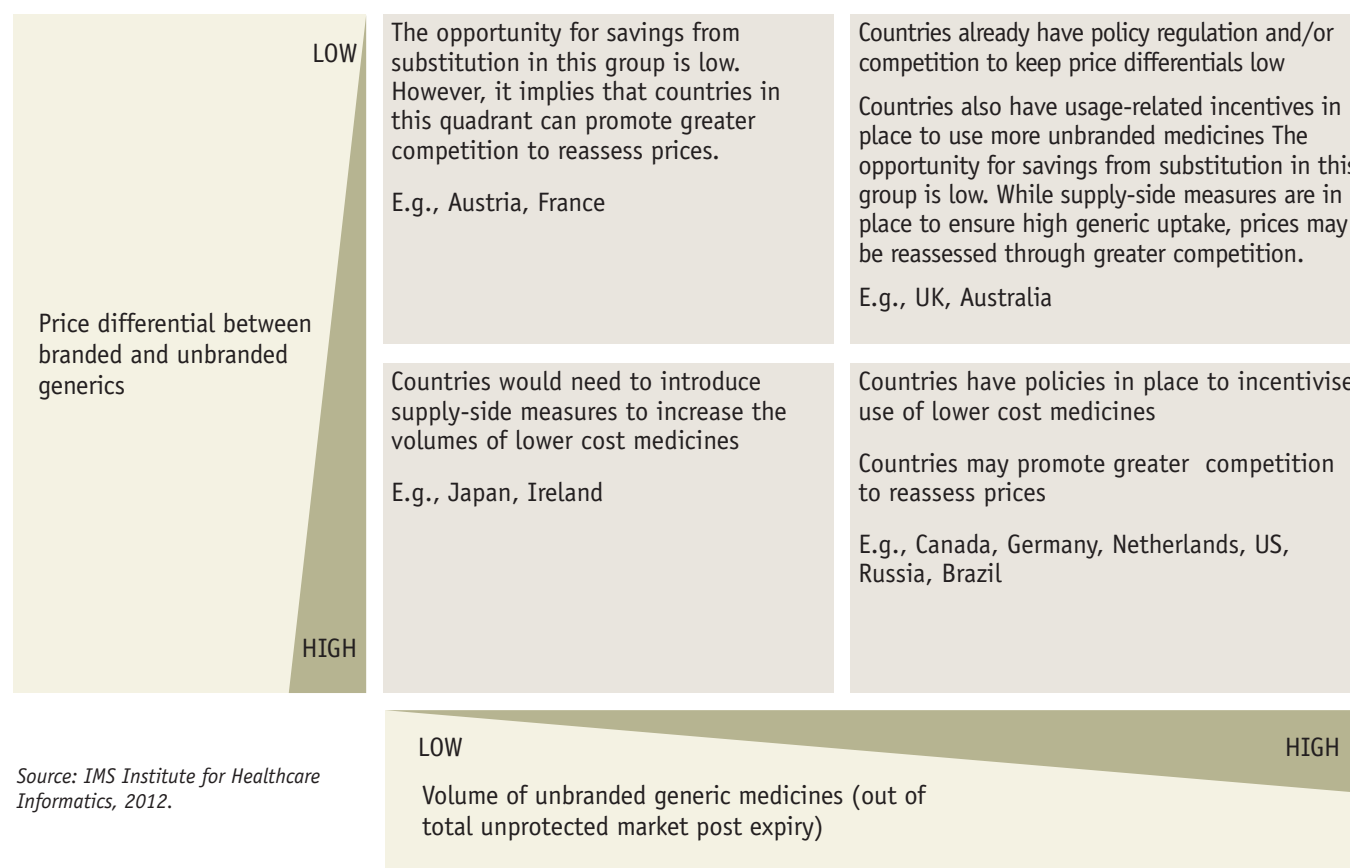 LOW
Price differential between
branded and unbranded
generics
HIGH
The opportunity for savings from
substitution in this group is low.
However, it implies that countries in
this quadrant can promote greater
competition to reassess prices.
E.g., Austria, France
Countries already have policy regulation and/or
competition to keep price differentials low
Countries also have usage-related incentives in
place to use more unbranded medicines The
opportunity for savings from substitution in this
group is low. While supply-side measures are in
place to ensure high generic uptake, prices may
be reassessed through greater competition.
E.g., UK, Australia
Countries would need to introduce
supply-side measures to increase the
volumes of lower cost medicines
E.g., Japan, Ireland
Countries have policies in place to incentivise
use of lower cost medicines
Countries may promote greater competition
to reassess prices
E.g., Canada, Germany, Netherlands, US,
Russia, Brazil
LOW
HIGH
Volume of unbranded generic medicines (out of
total unprotected market post expiry)
Source: IMS Institute for Healthcare
Informatics, 2012.